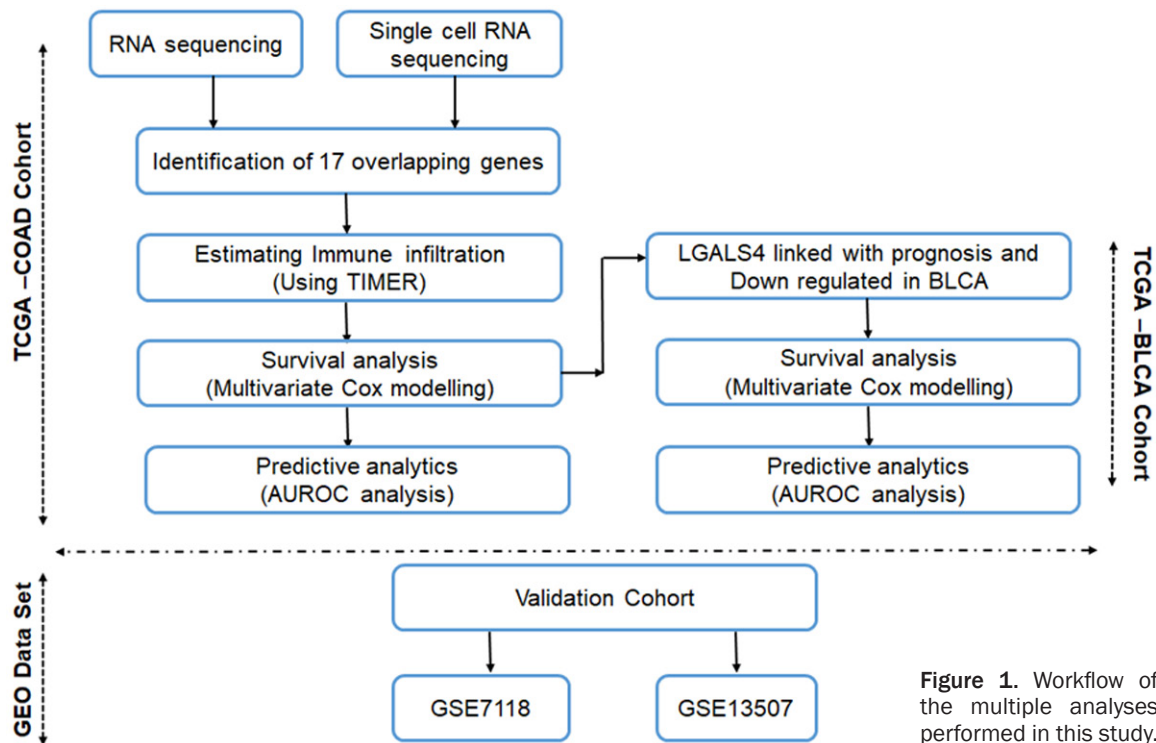 TCGA –COAD Cohort
RNA sequencing
Single cell RNA
sequencing
Identification of 17 overlapping genes
Estimating Immune infiltration
(Using TIMER)
Survival analysis
(Multivariate Cox modelling)
Predictive analytics
(AUROC analysis)
LGALS4 linked with prognosis and
Down regulated in BLCA
Survival analysis
(Multivariate Cox modelling)
Predictive analytics
(AUROC analysis)
TCGA –BLCA Cohort
GEO Data Set
Validation Cohort
GSE7118
GSE13507
Figure 1. Workflow of
the multiple analyses
performed in this study.